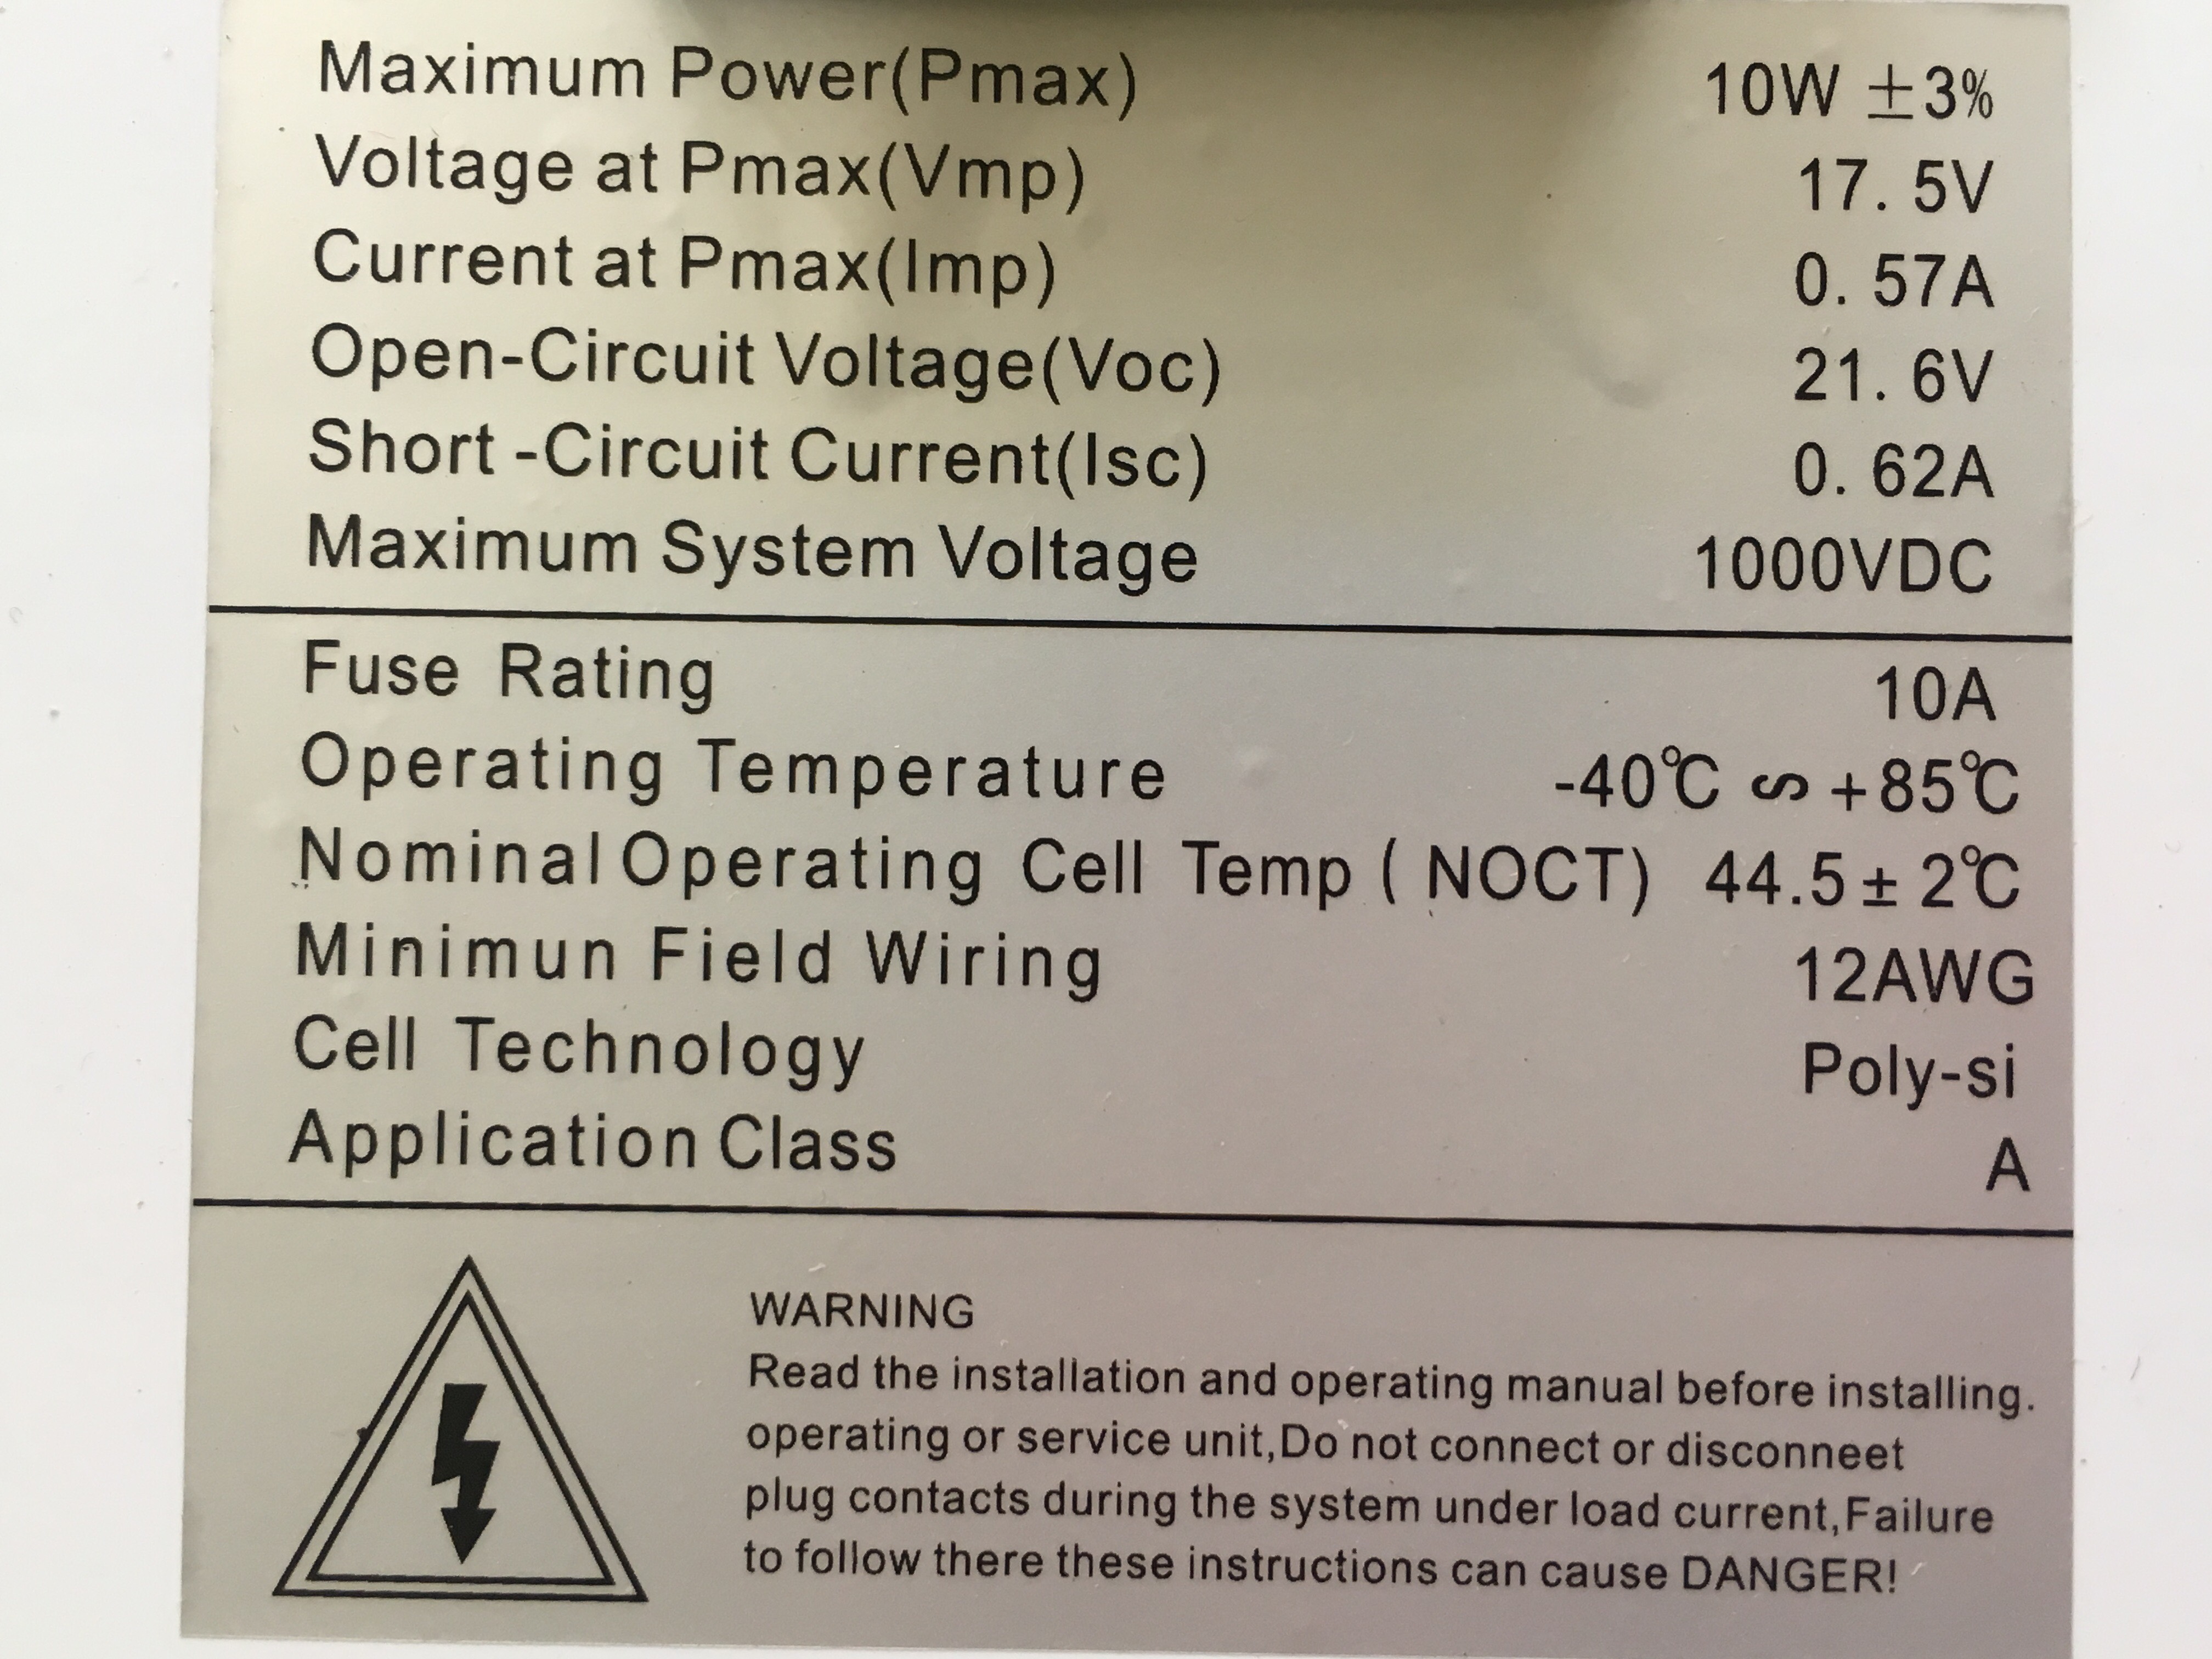 Maximum Power(Pmax) 10W ±3%
Voltage at Pmax(Vmp) 17. 5V
Current at Pmax(Imp) 0. 57A
Open-Circuit Voltage(Voc) 21. 6V
Short -Circuit Current(Isc) 0. 62A
Maximum System Voltage 1000VDC
Fuse Rating 10A
Operating Temperature -40℃ ∽ +85℃
Nominal Operating Cell Temp ( NOCT) 44.5 ± 2℃
Minimun Field Wiring 12AWG
Cell Technology Poly-si
Application Class A
WARNING
Read the installation and operating manual before installing.
operating or service unit,Do not connect or disconneet
plug contacts during the system under load current,Failure
to follow there these instructions can cause DANGER!